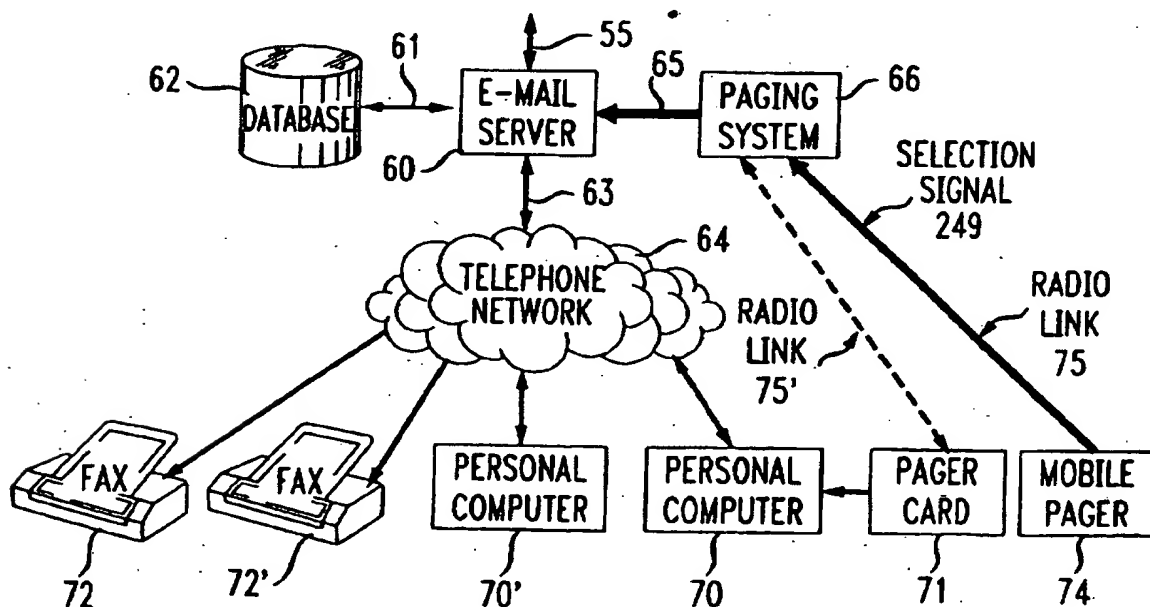 55
61
62
DATABASE
E-MAIL
SERVER
60
65
PAGING
SYSTEM
66
63
SELECTION
SIGNAL
249
64
TELEPHONE
NETWORK
RADIO
LINK
75'
RADIO
LINK
75
FAX
72
FAX
72'
PERSONAL
COMPUTER
70'
PERSONAL
COMPUTER
70
PAGER
CARD
71
MOBILE
PAGER
74